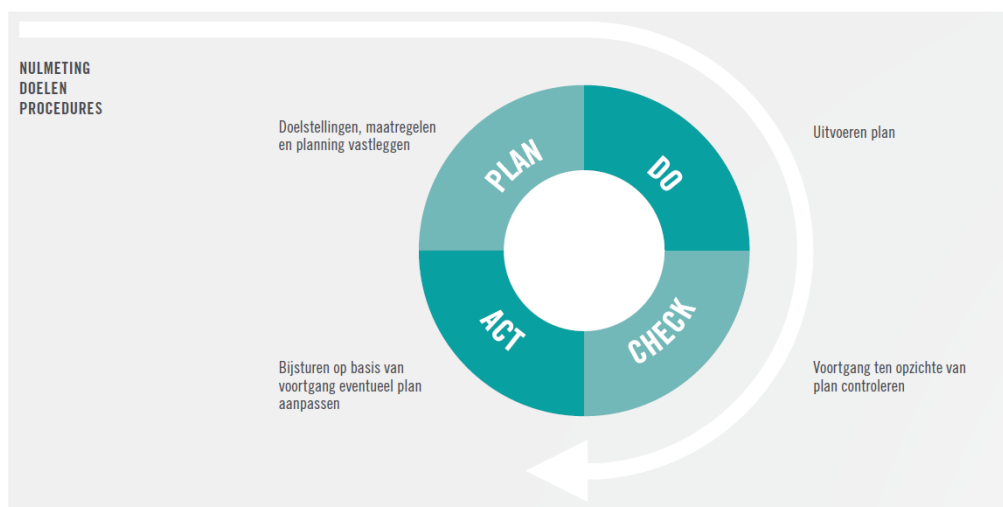 NULMETING
DOELEN
PROCEDURES
Doelstellingen, maatregelen
en planning vastleggen
PLAN
DO
Uitvoeren plan
Bijsturen op basis van
voortgang eventueel plan
aanpassen
ACT
CHECK
Voortgang ten opzichte van
plan controleren